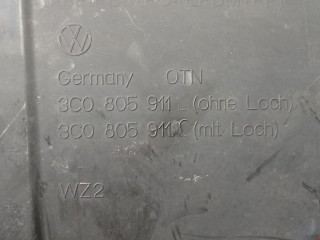 Germany OTN
3C0 805 911 (ohne Loch)
3C0 805 911 C (mit Loch)
WZ2